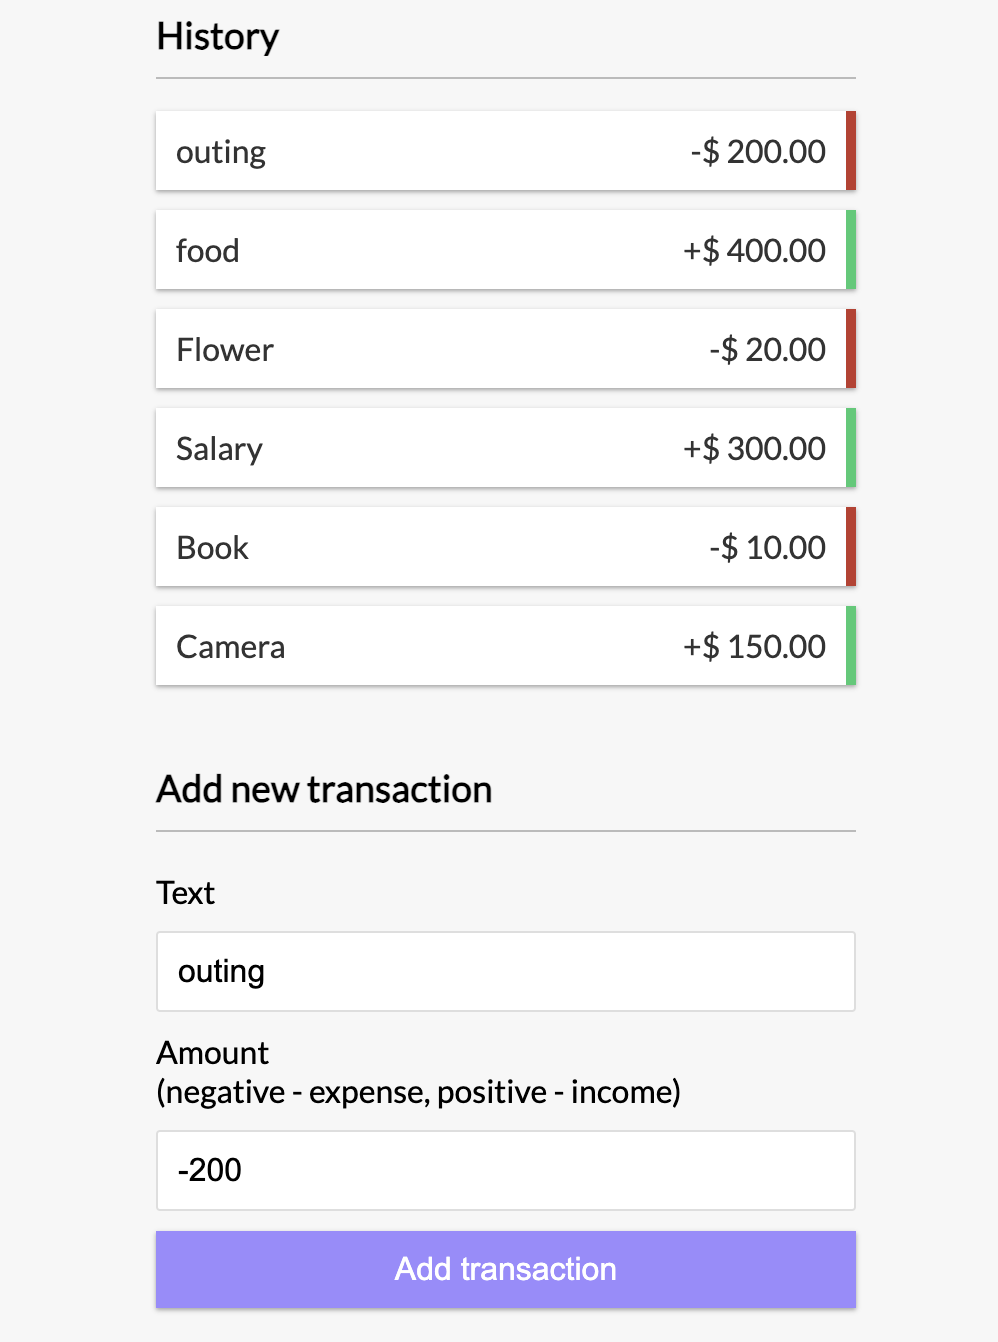 History
outing -$ 200.00
food +$ 400.00
Flower -$ 20.00
Salary +$ 300.00
Book -$ 10.00
Camera +$ 150.00
Add new transaction
Text
outing
Amount
(negative - expense, positive - income)
-200
Add transaction